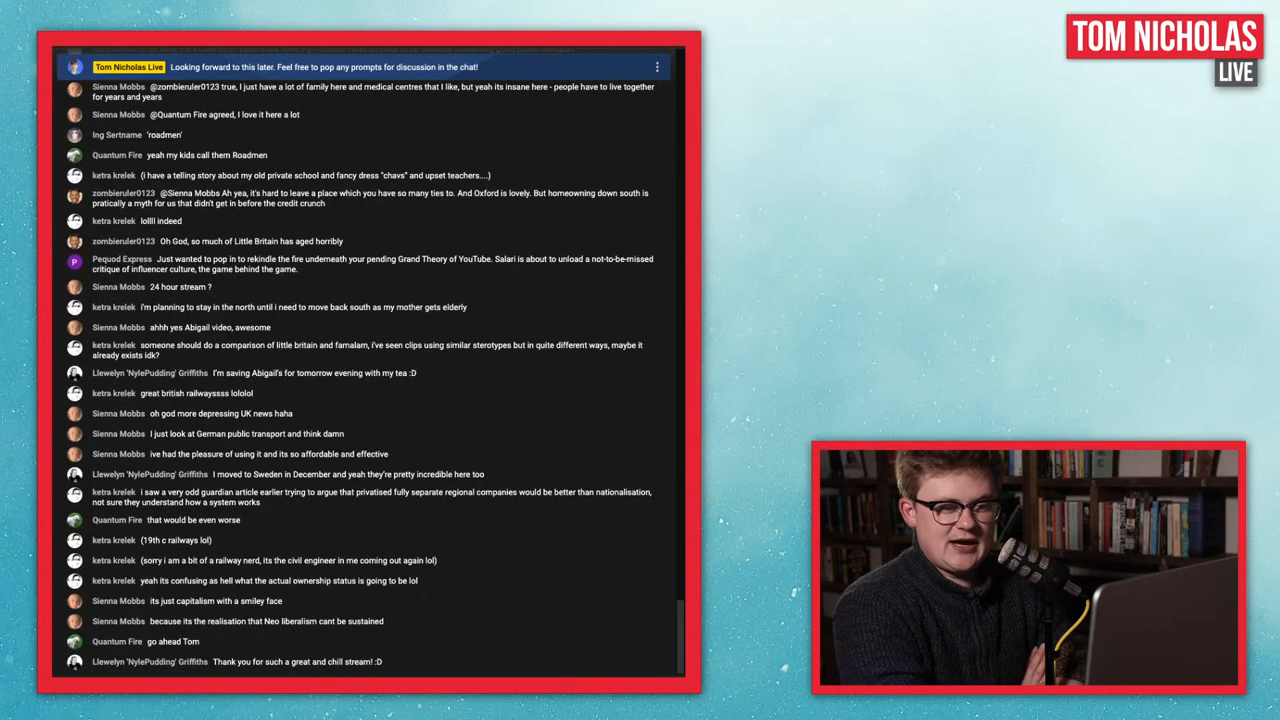 TOM NICHOLAS
LIVE
Tom Nicholas Live Looking forward to this later. Feel free to pop any prompts for discussion in the chat!
Sienna Mobbs @zombieruler0123 true, I just have a lot of family here and medical centres that I like, but yeah its insane here - people have to live together
for years and years
Sienna Mobbs @Quantum Fire agreed, I love it here a lot
Ing Sertname 'roadmen'
Quantum Fire yeah my kids call them Roadmen
ketra krelek (i have a telling story about my old private school and fancy dress "chavs" and upset teachers....)
zombieruler0123 @Sienna Mobbs Ah yea, it's hard to leave a place which you have so many ties to. And Oxford is lovely. But homeowning down south is
pratically a myth for us that didn't get in before the credit crunch
ketra krelek lollll indeed
zombieruler0123 Oh God, so much of Little Britain has aged horribly
P
Pequod Express Just wanted to pop in to rekindle the fire underneath your pending Grand Theory of YouTube. Salari is about to unload a not-to-be-missed
critique of influencer culture, the game behind the game.
Sienna Mobbs 24 hour stream ?
ketra krelek i'm planning to stay in the north until i need to move back south as my mother gets elderly
Sienna Mobbs ahhh yes Abigail video, awesome
ketra krelek someone should do a comparison of little britain and famalam, i've seen clips using similar sterotypes but in quite different ways, maybe it
already exists idk?
Llewelyn 'NylePudding' Griffiths I'm saving Abigail's for tomorrow evening with my tea :D
ketra krelek great british railwayssss lololol
Sienna Mobbs oh god more depressing UK news haha
Sienna Mobbs I just look at German public transport and think damn
Sienna Mobbs ive had the pleasure of using it and its so affordable and effective
Llewelyn 'NylePudding' Griffiths I moved to Sweden in December and yeah they're pretty incredible here too
ketra krelek i saw a very odd guardian article earlier trying to argue that privatised fully separate regional companies would be better than nationalisation,
not sure they understand how a system works
Quantum Fire that would be even worse
ketra krelek (19th c railways lol)
ketra krelek (sorry i am a bit of a railway nerd, its the civil engineer in me coming out again lol)
ketra krelek yeah its confusing as hell what the actual ownership status is going to be lol
Sienna Mobbs its just capitalism with a smiley face
Sienna Mobbs because its the realisation that Neo liberalism cant be sustained
Quantum Fire go ahead Tom
Llewelyn 'NylePudding' Griffiths Thank you for such a great and chill stream! :D